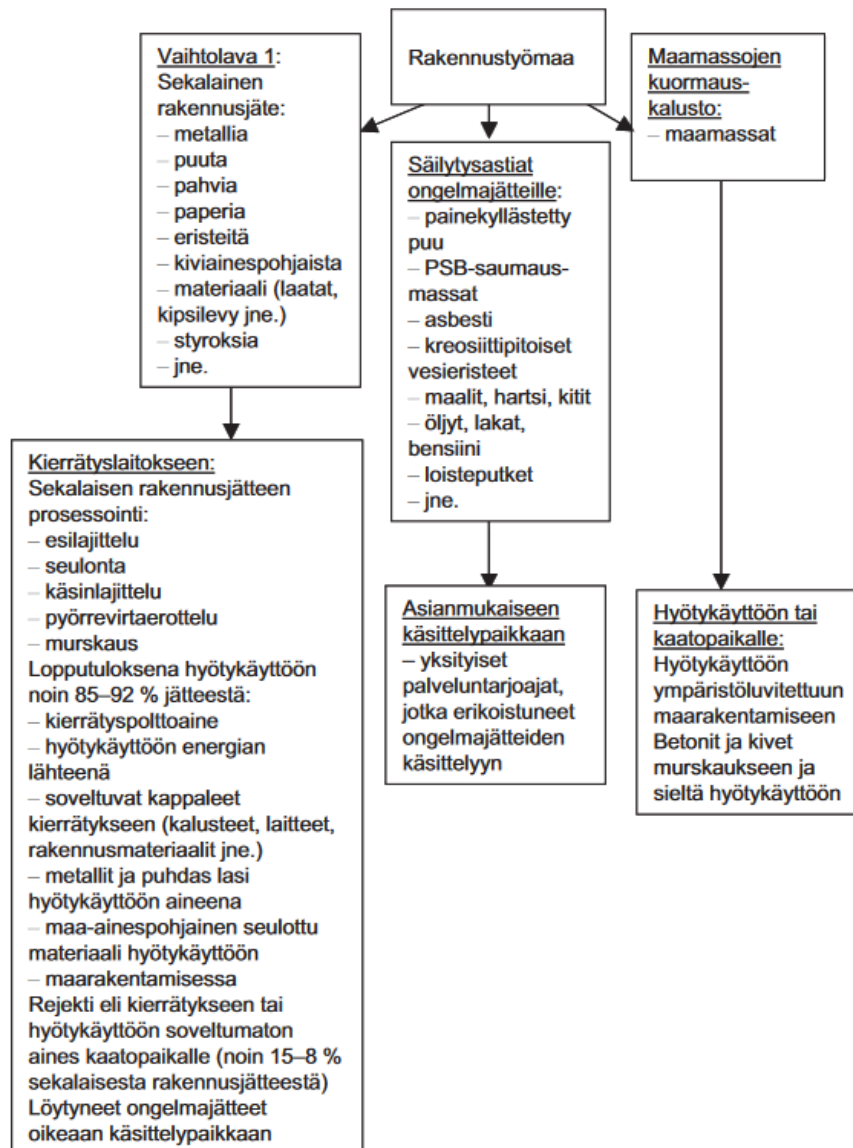 Rakennustyömaa
Vaihtolava 1:
Sekalainen
rakennusjäte:
– metallia
– puuta
– pahvia
– paperia
– eristeitä
– kiviainespohjaista
– materiaali (laatat,
kipsilevy jne.)
– styroksia
– jne.
Säilytysastiat
ongelmajätteille:
– painekyllästetty
puu
– PSB-saumaus-
massat
– asbesti
– kreosiittipitoiset
vesieristeet
– maalit, hartsi, kitit
– öljyt, lakat,
bensiini
– loisteputket
– jne.
Maamassojen
kuormaus-
kalusto:
– maamassat
Kierrätyslaitokseen:
Sekalaisen rakennusjätteen
prosessointi:
– esilajittelu
– seulonta
– käsinlajittelu
– pyörrevirtaerottelu
– murskaus
Lopputuloksena hyötykäyttöön
noin 85–92 % jätteestä:
– kierrätyspolttoaine
– hyötykäyttöön energian
lähteenä
– soveltuvat kappaleet
kierrätykseen (kalusteet, laitteet,
rakennusmateriaalit jne.)
– metallit ja puhdas lasi
hyötykäyttöön aineena
– maa-ainespohjainen seulottu
materiaali hyötykäyttöön
– maarakentamisessa
Rejekti eli kierrätykseen tai
hyötykäyttöön soveltumaton
aines kaatopaikalle (noin 15–8 %
sekalaisesta rakennusjätteestä)
Löytyneet ongelmajätteet
oikeaan käsittelypaikkaan
Asianmukaiseen
käsittelypaikkaan
– yksityiset
palveluntarjoajat,
jotka erikoistuneet
ongelmajätteiden
käsittelyyn
Hyötykäyttöön tai
kaatopaikalle:
Hyötykäyttöön
ympäristöluvitettuun
maarakentamiseen
Betonit ja kivet
murskaukseen ja
sieltä hyötykäyttöön